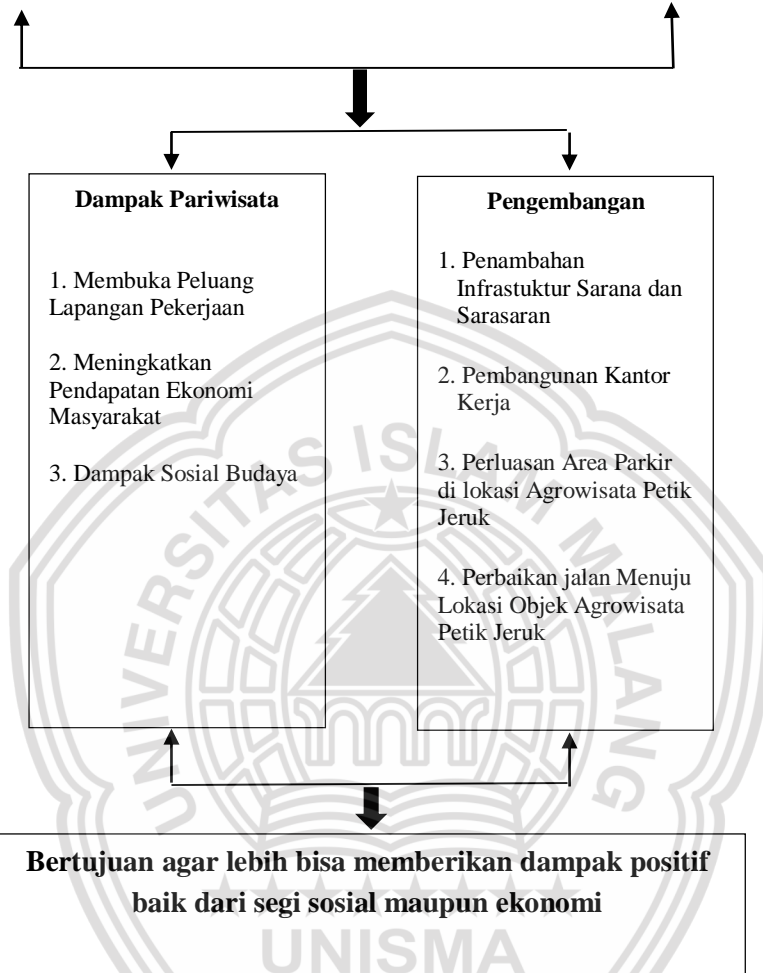 Dampak Pariwisata
1. Membuka Peluang
Lapangan Pekerjaan
2. Meningkatkan
Pendapatan Ekonomi
Masyarakat
3. Dampak Sosial Budaya
Pengembangan
1. Penambahan
Infrastuktur Sarana dan
Sarasaran
2. Pembangunan Kantor
Kerja
3. Perluasan Area Parkir
di lokasi Agrowisata Petik
Jeruk
4. Perbaikan jalan Menuju
Lokasi Objek Agrowisata
Petik Jeruk
Bertujuan agar lebih bisa memberikan dampak positif
baik dari segi sosial maupun ekonomi
UNIVERSITAS ISLAM MALANG
UNISMA